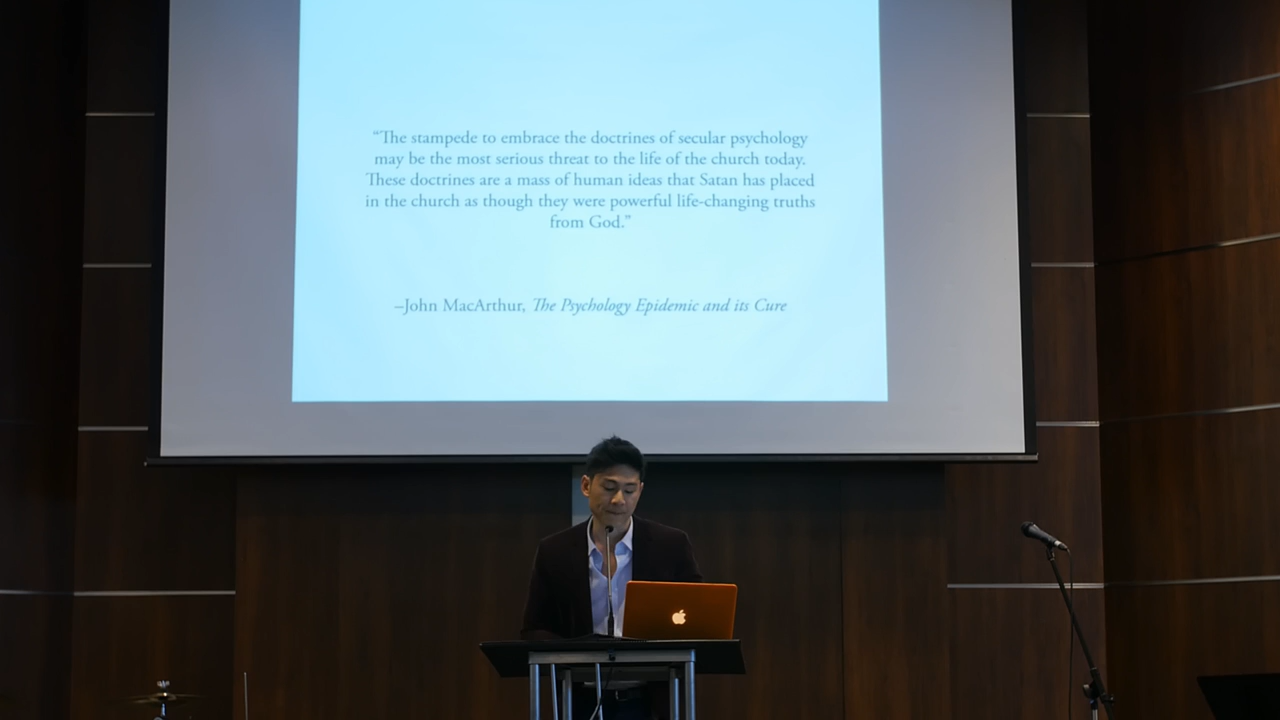 “The stampede to embrace the doctrines of secular psychology
may be the most serious threat to the life of the church today.
These doctrines are a mass of human ideas that Satan has placed
in the church as though they were powerful life-changing truths
from God.”
–John MacArthur, The Psychology Epidemic and its Cure